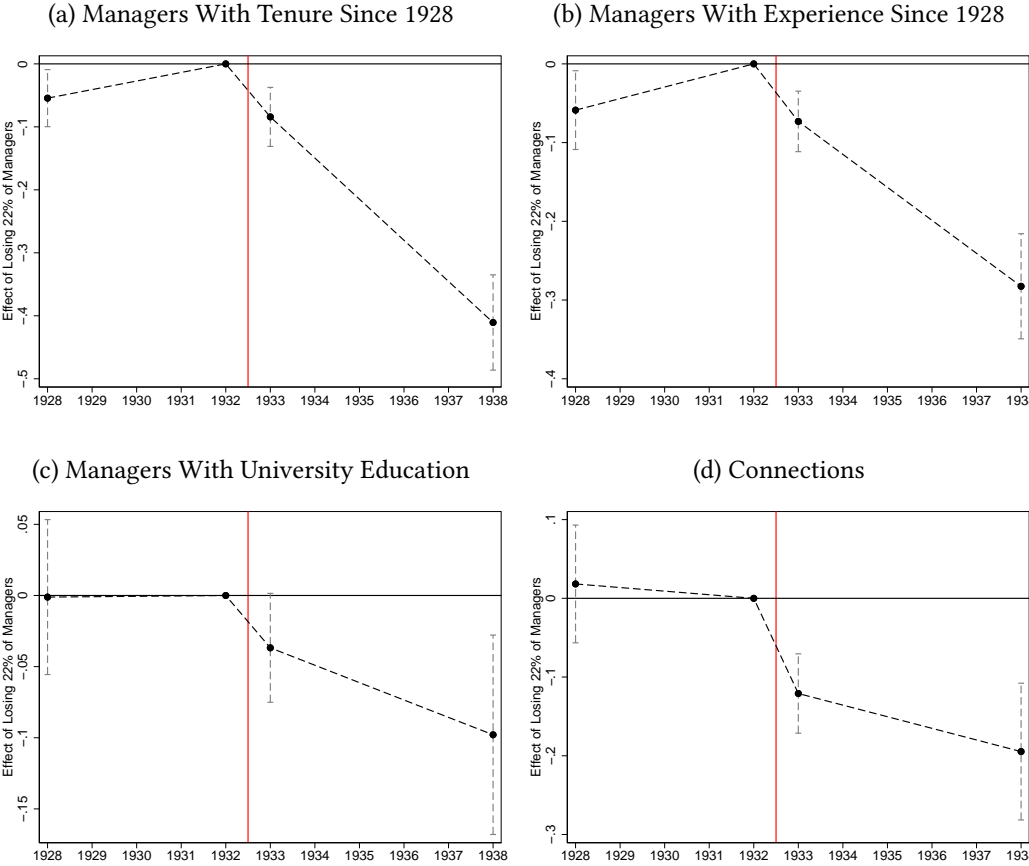 (a) Managers With Tenure Since 1928
Effect of Losing 22% of Managers
0
-.1
-.2
-.3
-.4
-.5
1928 1929 1930 1931 1932 1933 1934 1935 1936 1937 1938
(b) Managers With Experience Since 1928
Effect of Losing 22% of Managers
0
-.1
-.2
-.3
-.4
1928 1929 1930 1931 1932 1933 1934 1935 1936 1937 193
(c) Managers With University Education
Effect of Losing 22% of Managers
.05
0
-.05
-.1
-.15
1928 1929 1930 1931 1932 1933 1934 1935 1936 1937 1938
(d) Connections
Effect of Losing 22% of Managers
.1
0
-.1
-.2
-.3
1928 1929 1930 1931 1932 1933 1934 1935 1936 1937 193